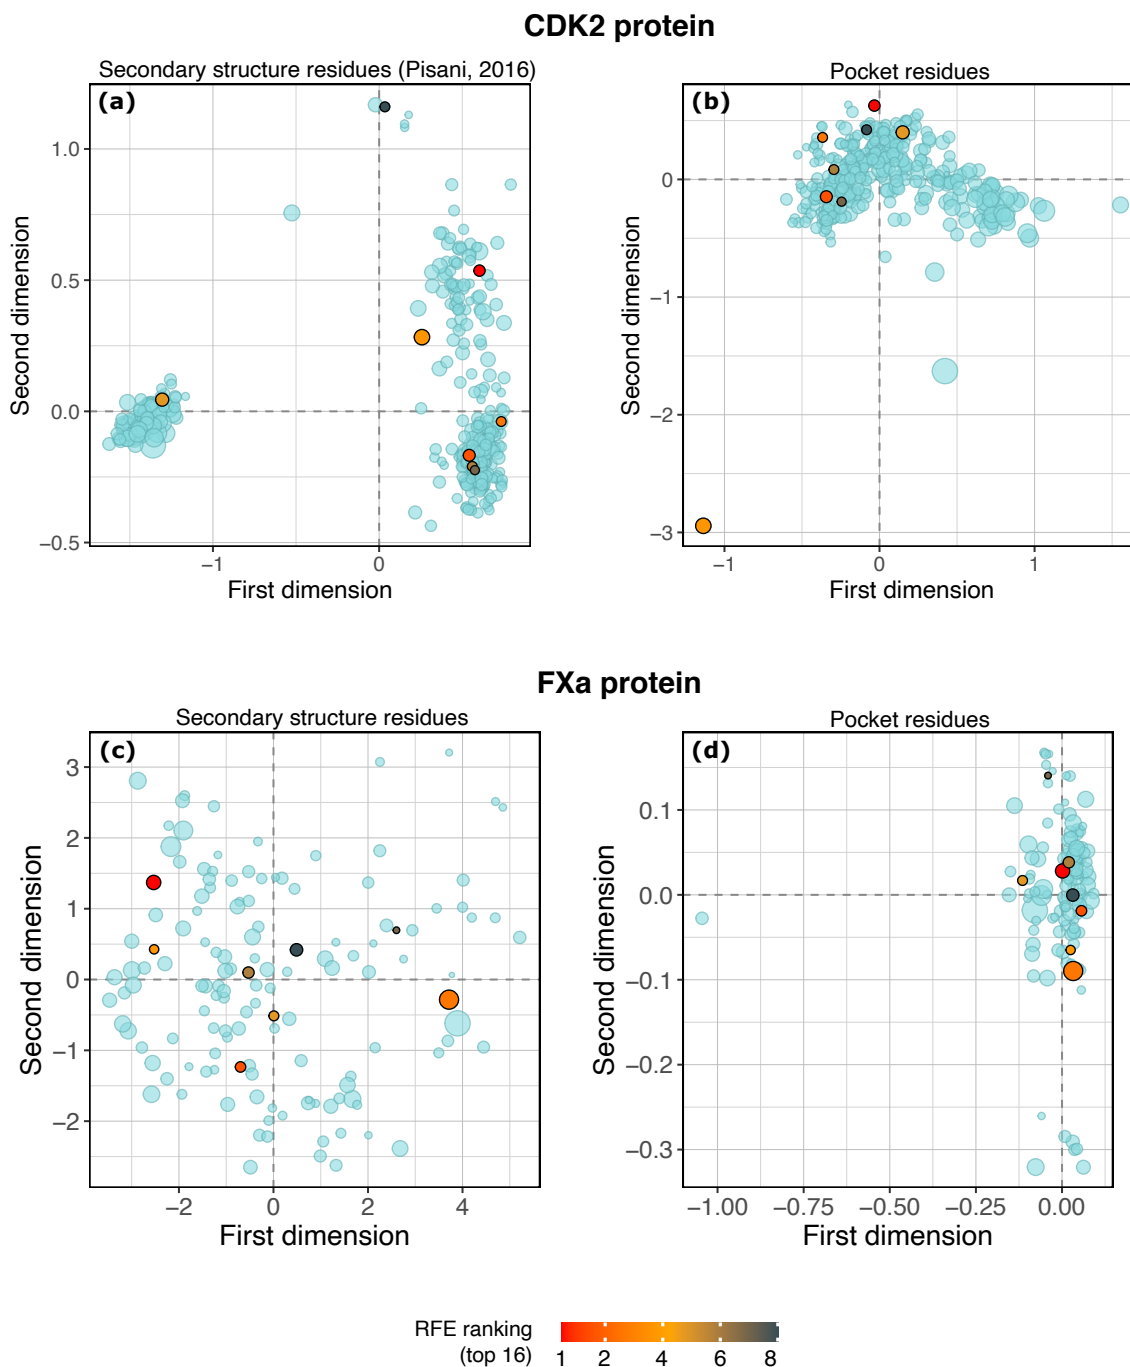 CDK2 protein
Secondary structure residues (Pisani, 2016)
(a)
1.0
0.5
0.0
−0.5
−1
0
Second dimension
First dimension
Pocket residues
(b)
0
−1
−2
−3
−1
0
1
Second dimension
First dimension
FXa protein
Secondary structure residues
(c)
3
2
1
0
−1
−2
−2
0
2
4
Second dimension
First dimension
Pocket residues
(d)
0.1
0.0
−0.1
−0.2
−0.3
−1.00
−0.75
−0.50
−0.25
0.00
Second dimension
First dimension
RFE ranking
(top 16)
1 2 4 6 8